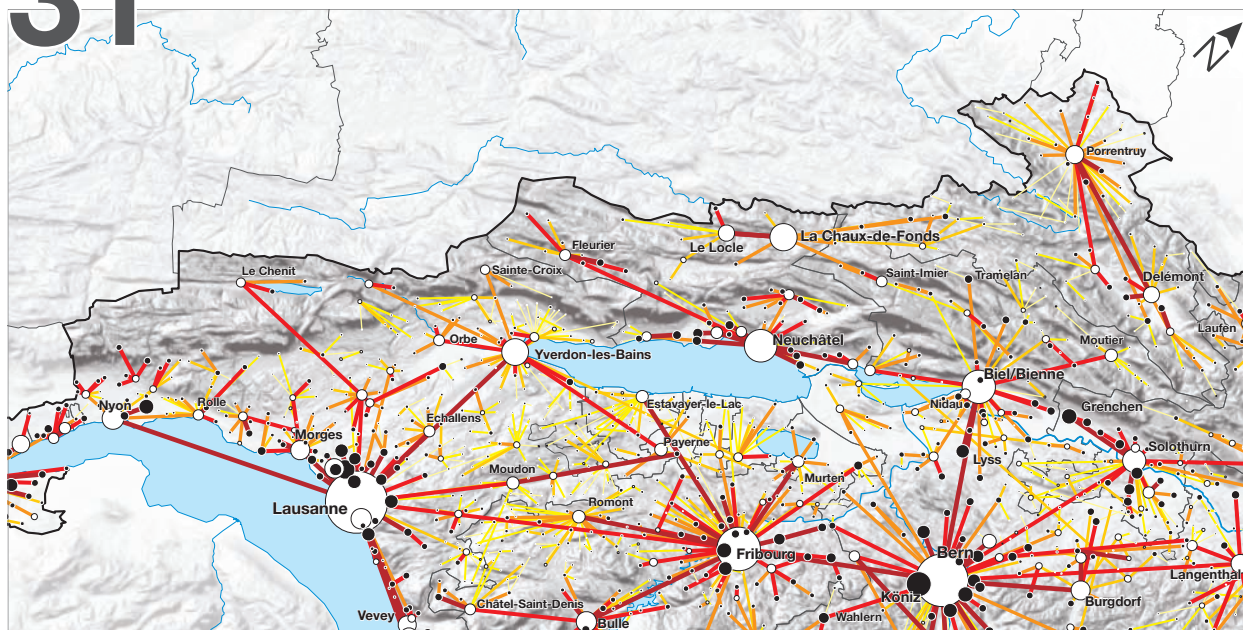 31
N
Porrentruy
La Chaux-de-Fonds
Le Locle
Fleurier
Sainte-Croix
Le Chenit
Saint-Imier
Tramelan
Delémont
Laufen
Moutier
Orbe
Yverdon-les-Bains
Neuchâtel
Biel/Bienne
Nidau
Grenchen
Nyon
Rolle
Estavayer-le-Lac
Echallens
Morges
Payerne
Solothurn
Lyss
Moudon
Murten
Romont
Lausanne
Fribourg
Bern
Langenthal
Köniz
Burgdorf
Châtel-Saint-Denis
Vevey
Bulle
Wahlern